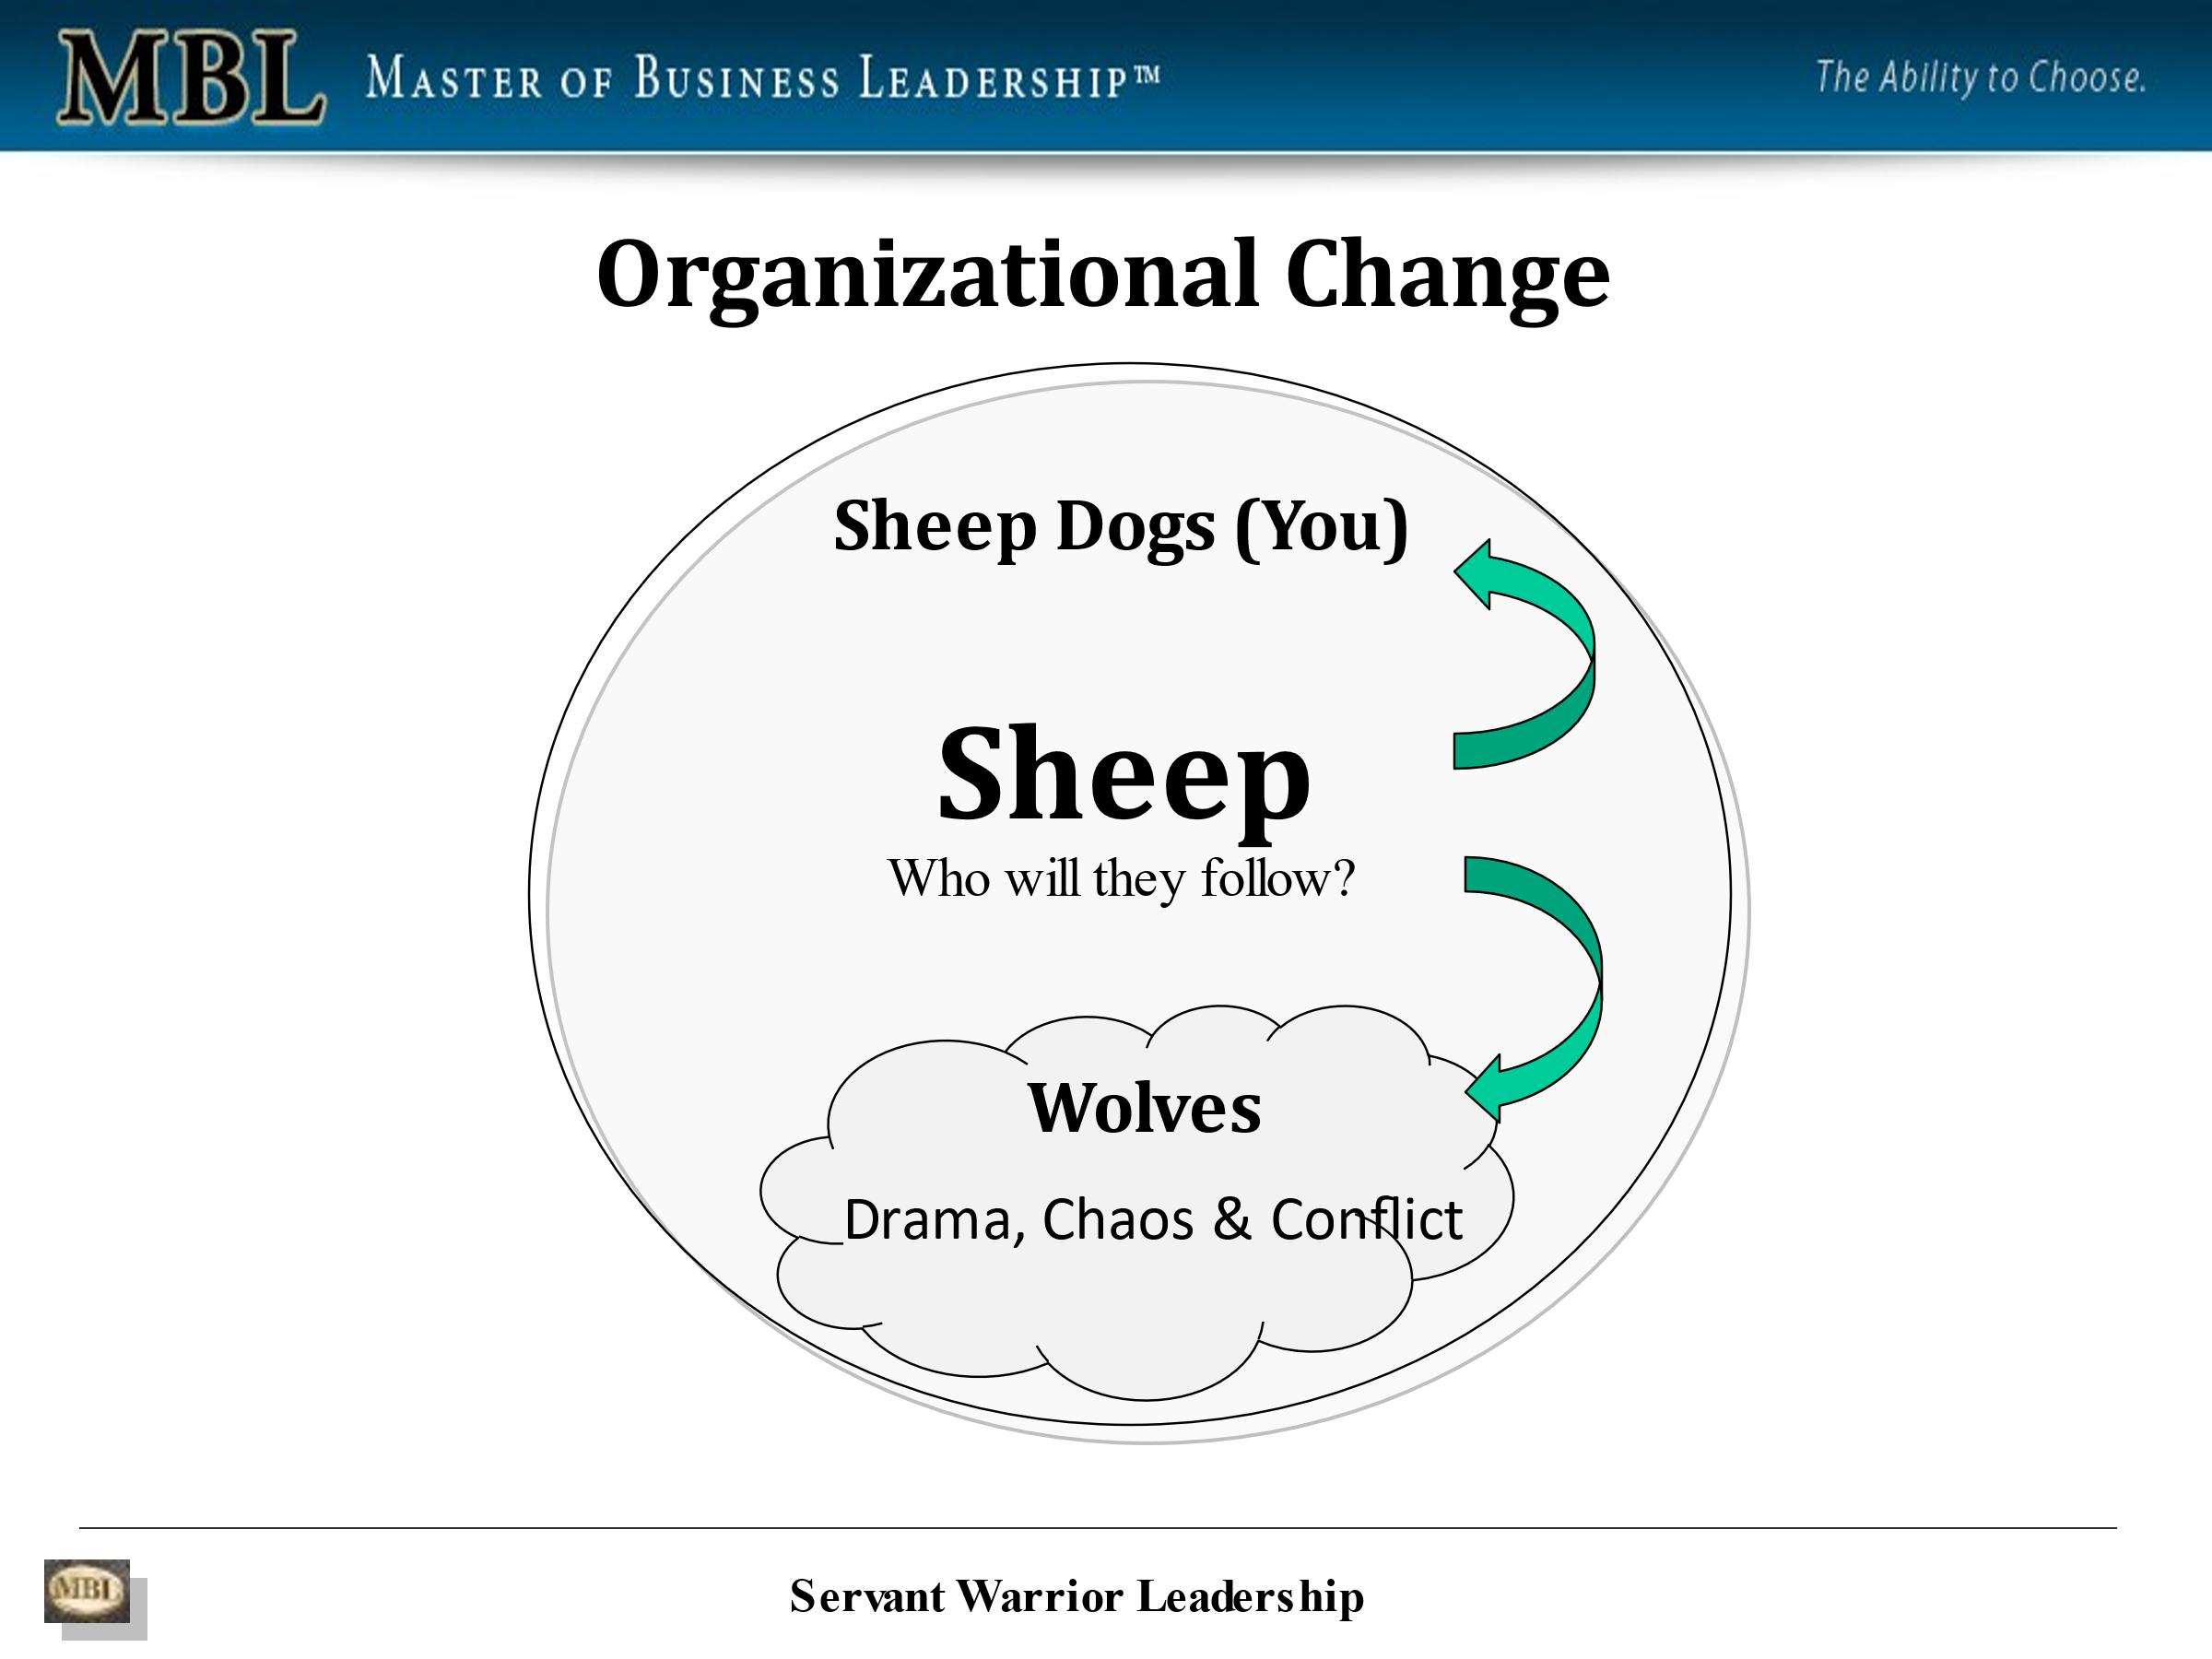 MBL MASTER OF BUSINESS LEADERSHIP™ The Ability to Choose.
Organizational Change
Sheep Dogs (You)
Sheep
Who will they follow?
Wolves
Drama, Chaos & Conflict
MBL
Servant Warrior Leadership